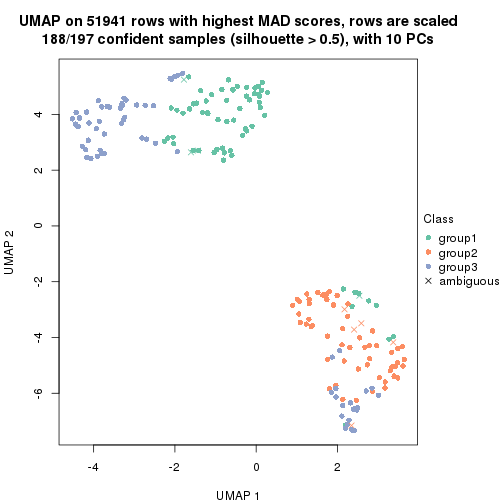 UMAP on 51941 rows with highest MAD scores, rows are scaled
188/197 confident samples (silhouette > 0.5), with 10 PCs
4
2
0
-2
-4
-6
UMAP 2
-4
-2
0
2
UMAP 1
Class
group1
group2
group3
ambiguous